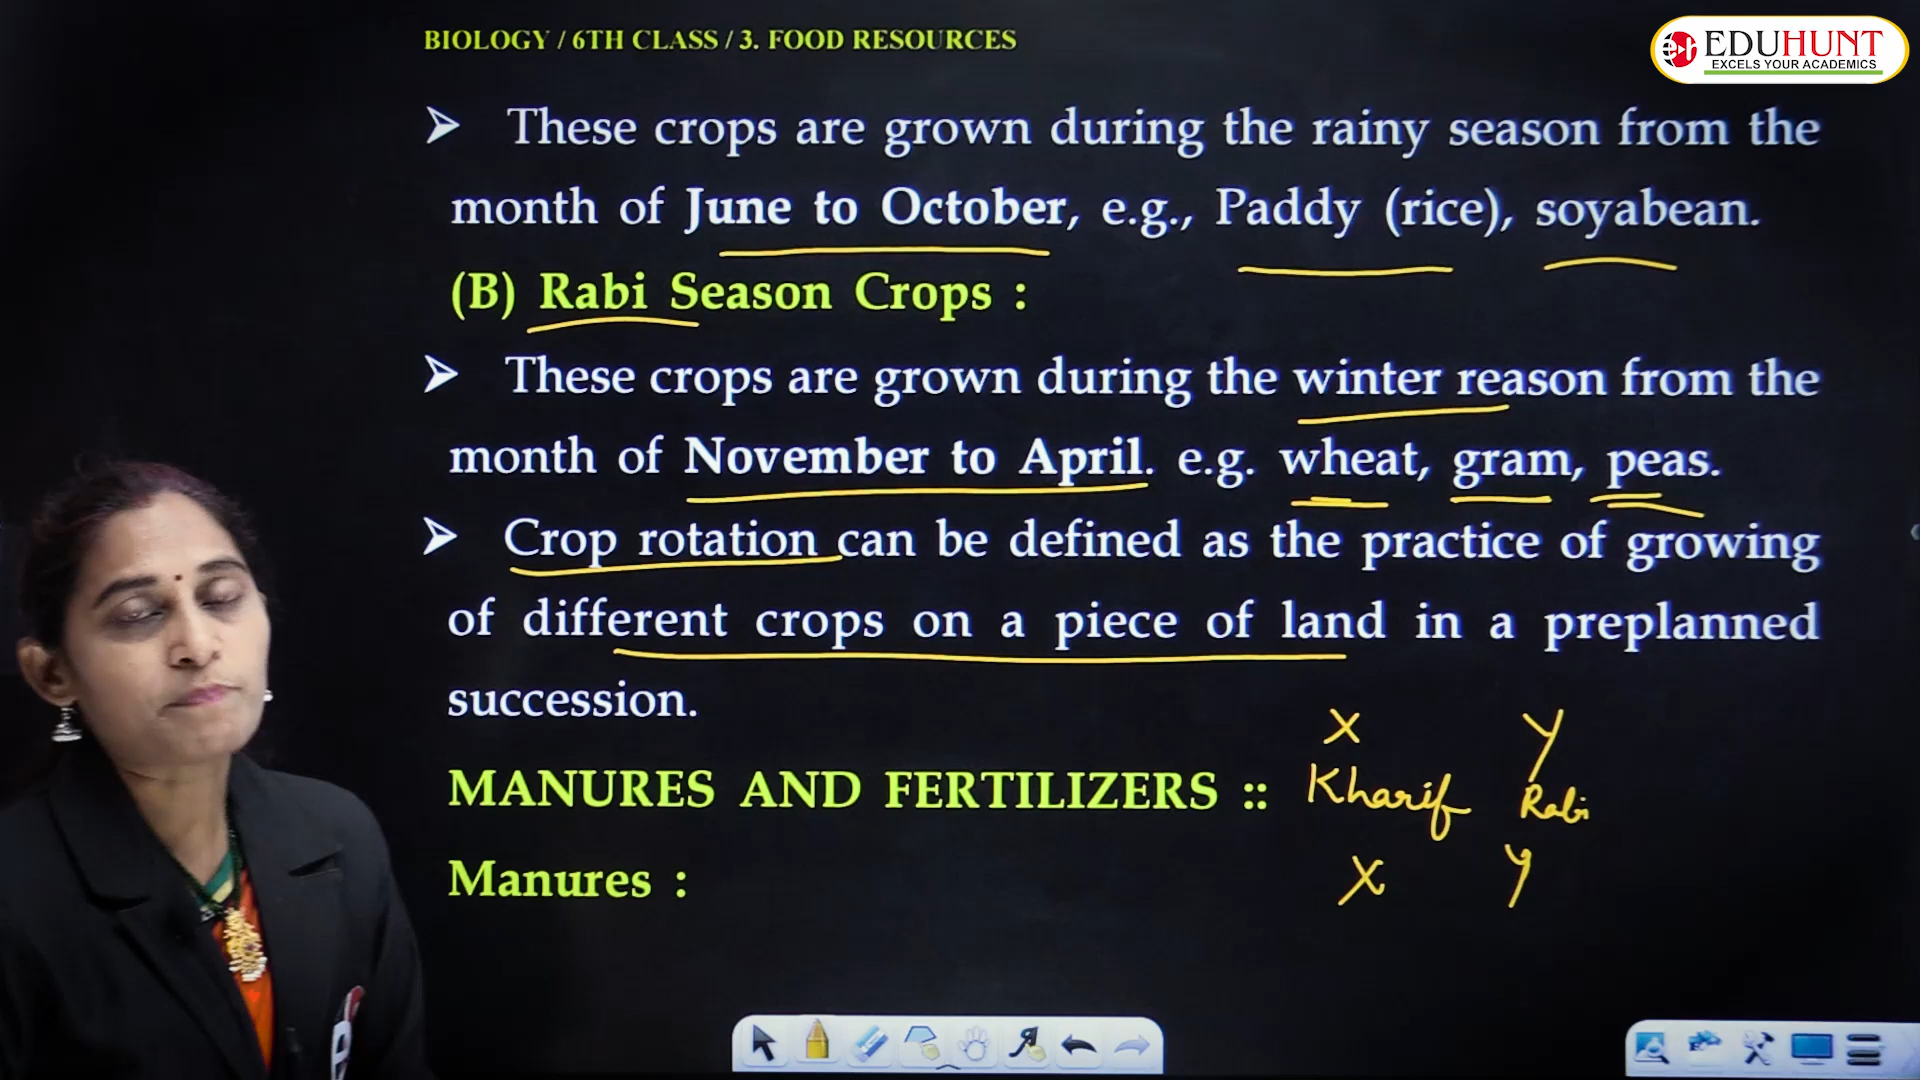 BIOLOGY / 6TH CLASS / 3. FOOD RESOURCES
EDUHUNT
EXCELS YOUR ACADEMICS
➢ These crops are grown during the rainy season from the
month of June to October, e.g., Paddy (rice), soyabean.
(B) Rabi Season Crops :
➢ These crops are grown during the winter reason from the
month of November to April. e.g. wheat, gram, peas.
➢ Crop rotation can be defined as the practice of growing
of different crops on a piece of land in a preplanned
succession.
X Y
MANURES AND FERTILIZERS :: Kharif Rabi
Manures : X Y